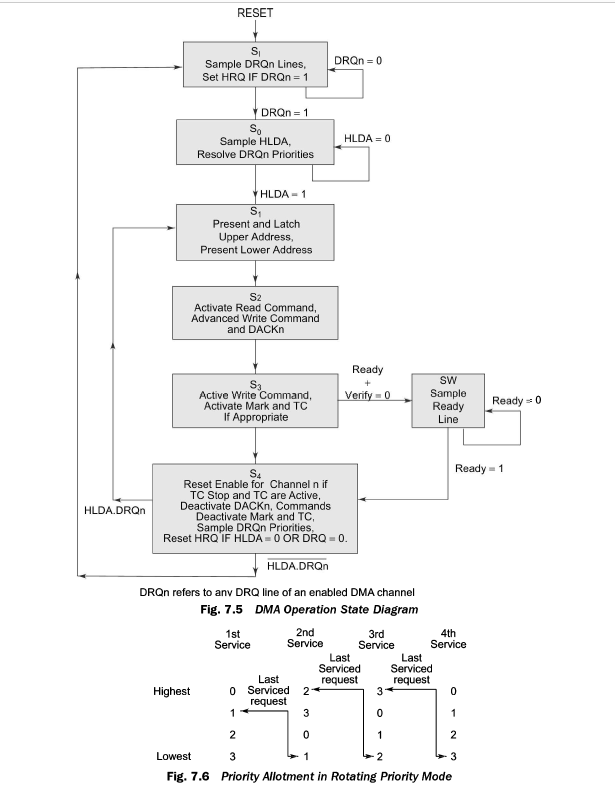 RESET
SI
Sample DRQn Lines,
Set HRQ IF DRQn = 1
DRQn = 0
DRQn = 1
S0
Sample HLDA,
Resolve DRQn Priorities
HLDA = 0
HLDA = 1
S1
Present and Latch
Upper Address,
Present Lower Address
S2
Activate Read Command,
Advanced Write Command
and DACKn
S3
Active Write Command,
Activate Mark and TC
If Appropriate
Ready
+
Verify = 0
SW
Sample
Ready
Line
Ready = 0
Ready = 1
S4
Reset Enable for Channel n if
TC Stop and TC are Active,
Deactivate DACKn, Commands
Deactivate Mark and TC,
Sample DRQn Priorities,
Reset HRQ IF HLDA = 0 OR DRQ = 0.
HLDA.DRQn
HLDA.DRQn
DRQn refers to any DRQ line of an enabled DMA channel
Fig. 7.5 DMA Operation State Diagram
1st Service 2nd Service 3rd Service 4th Service
Last Serviced request Last Serviced request Last Serviced request
Highest 0 2 3 0
1 3 0 1
2 0 1 2
Lowest 3 1 2 3
Fig. 7.6 Priority Allotment in Rotating Priority Mode